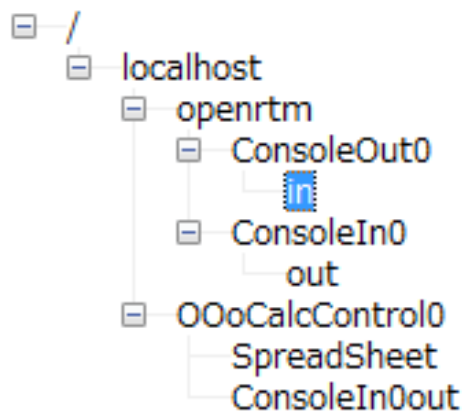 /
localhost
openrtm
ConsoleOut0
in
ConsoleIn0
out
OOoCalcControl0
SpreadSheet
ConsoleIn0out